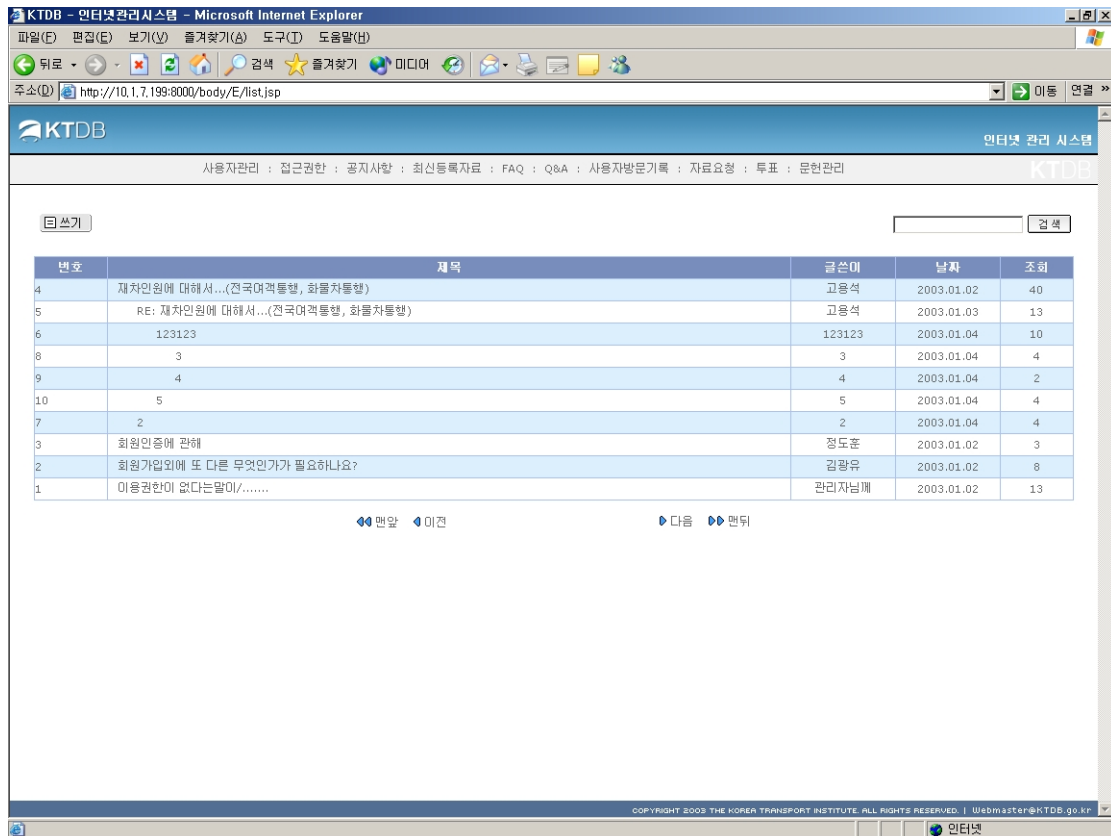 KTDB - 인터넷관리시스템 - Microsoft Internet Explorer
파일(F) 편집(E) 보기(V) 즐겨찾기(A) 도구(T) 도움말(H)
뒤로 검색 즐겨찾기 미디어
주소(D) http://10.1.7.199:8000/body/E/list.jsp 이동 연결 »
KTDB
인터넷 관리 시스템
사용자관리 : 접근권한 : 공지사항 : 최신등록자료 : FAQ : Q&A : 사용자방문기록 : 자료요청 : 투표 : 문헌관리 KTDB
쓰기 검색
번호 제목 글쓴이 날짜 조회
4 재차인원에 대해서...(전국여객통행, 화물차통행) 고용석 2003.01.02 40
5 RE: 재차인원에 대해서...(전국여객통행, 화물차통행) 고용석 2003.01.03 13
6 123123 123123 2003.01.04 10
8 3 3 2003.01.04 4
9 4 4 2003.01.04 2
10 5 5 2003.01.04 4
7 2 2 2003.01.04 4
3 회원인증에 관해 정도훈 2003.01.02 3
2 회원가입외에 또 다른 무엇인가가 필요하나요? 김광유 2003.01.02 8
1 이용권한이 없다는말이/....... 관리자님께 2003.01.02 13
맨앞 이전 다음 맨뒤
COPYRIGHT 2003 THE KOREA TRANSPORT INSTITUTE. ALL RIGHTS RESERVED. | Webmaster@KTDB.go.kr
인터넷